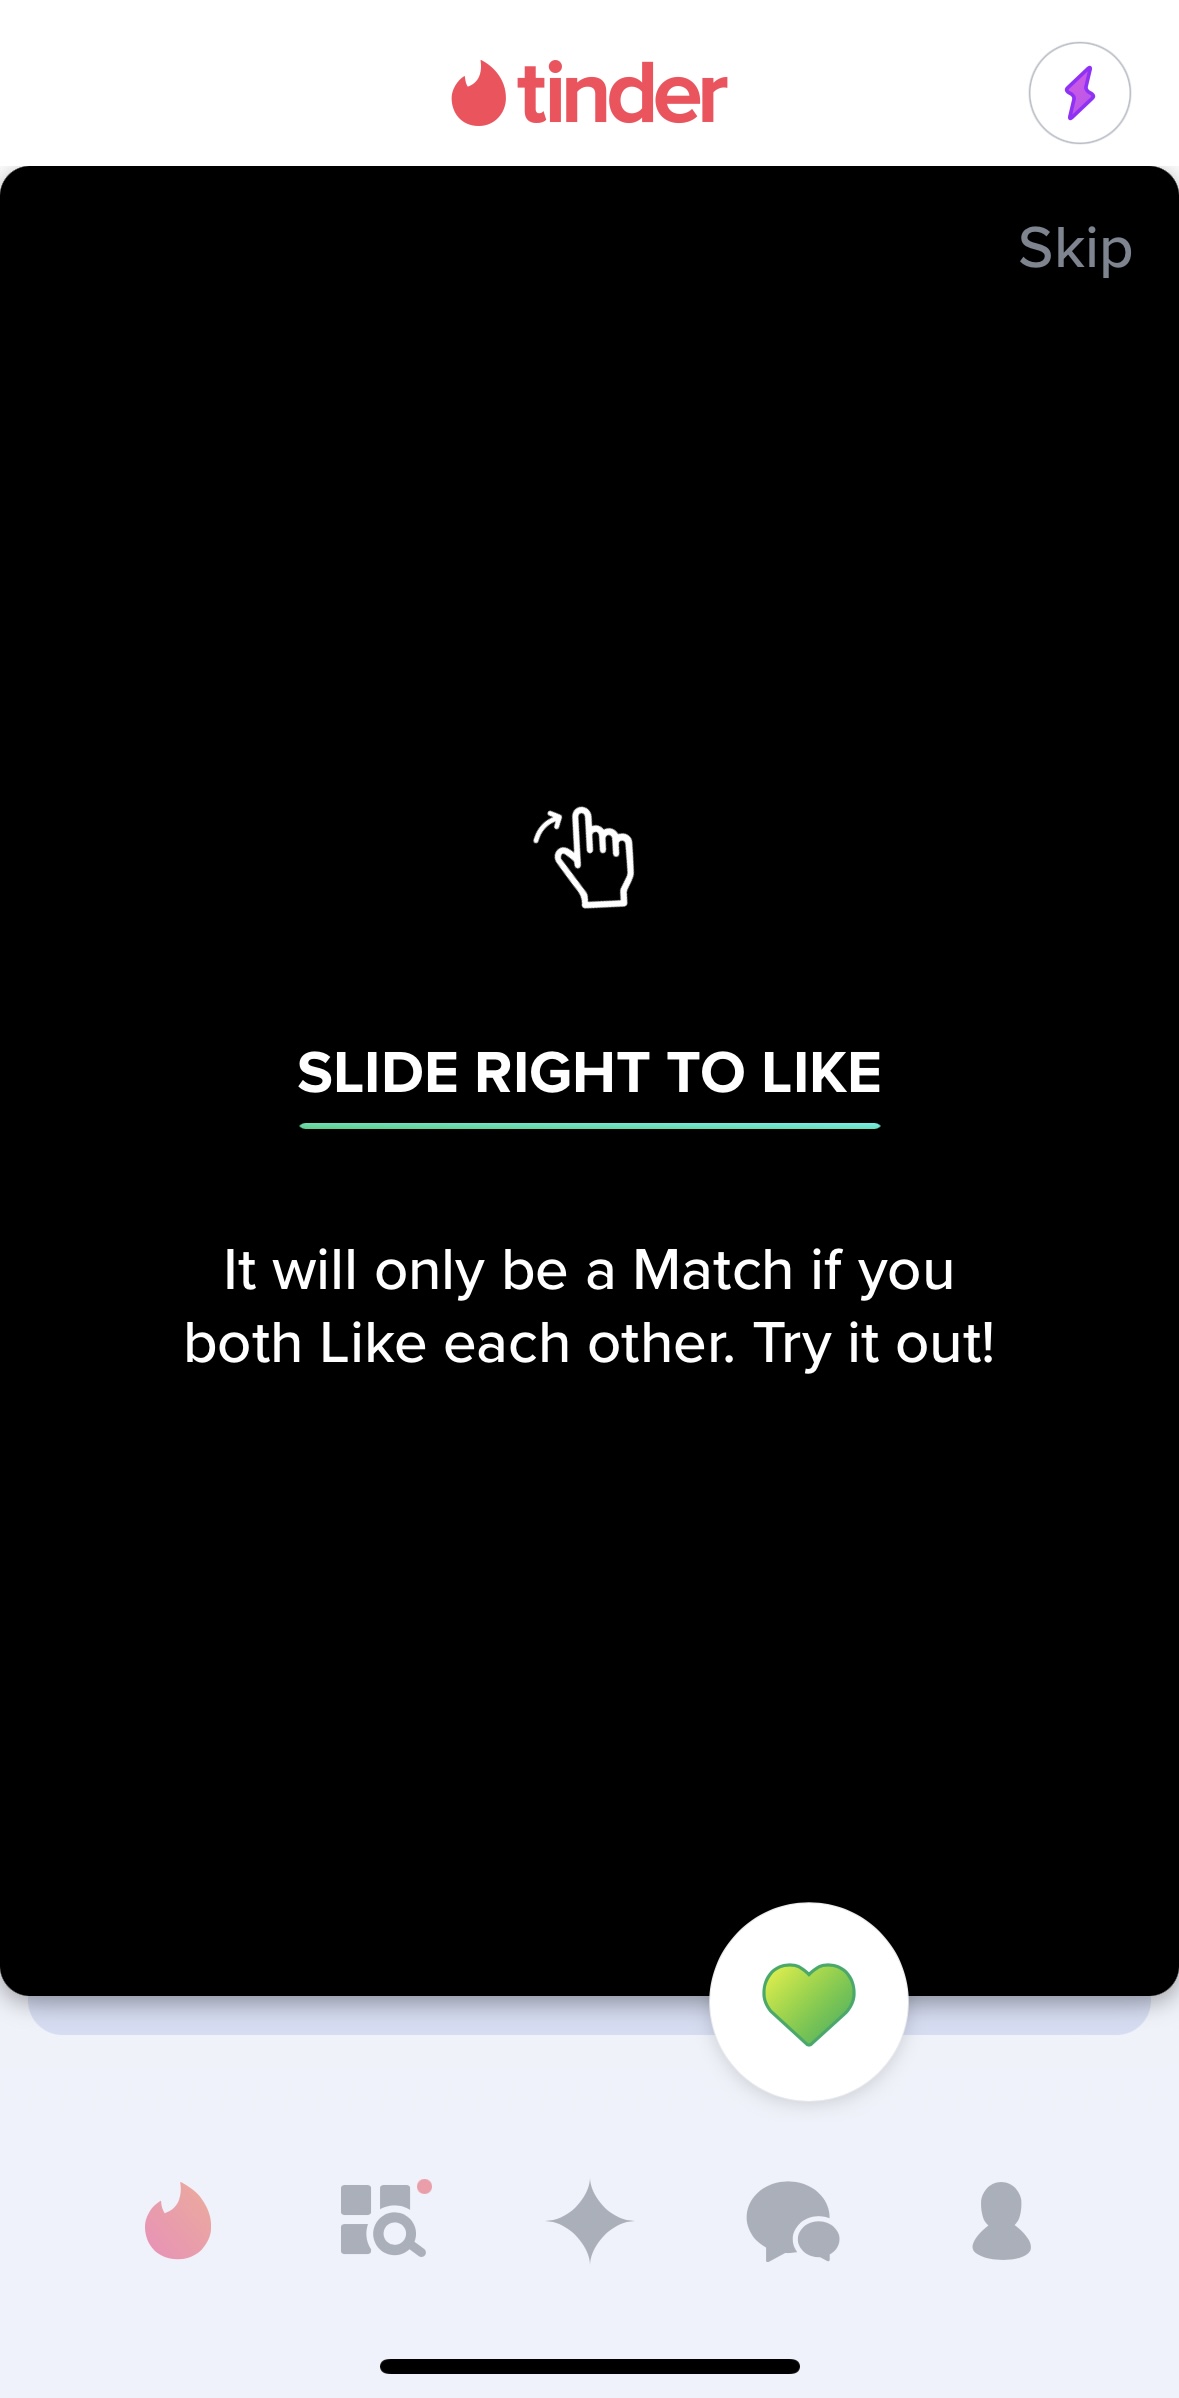 tinder
Skip
SLIDE RIGHT TO LIKE
It will only be a Match if you
both Like each other. Try it out!